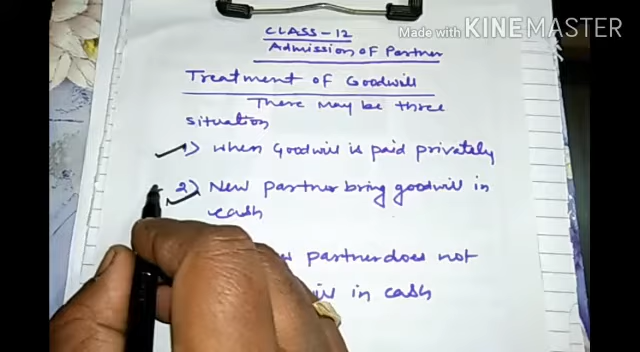 Made with KINEMASTER
CLASS-12
Admission of Partner
Treatment of Goodwill
There may be three
situation
1) When Goodwill is paid privately
2) New partner bring goodwill in
cash
partner does not
in cash